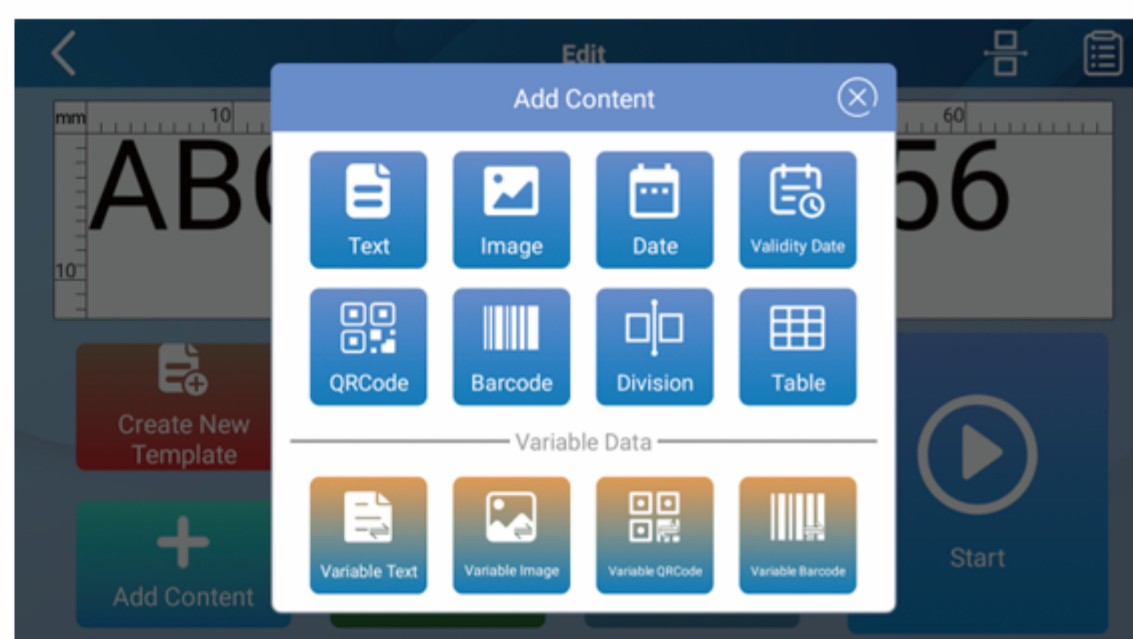 Edit
Add Content
mm 10 60
ABC 56
10
Text Image Date Validity Date
QRCode Barcode Division Table
Variable Data
Variable Text Variable Image Variable QRCode Variable Barcode
Create New
Template
Add Content
Start